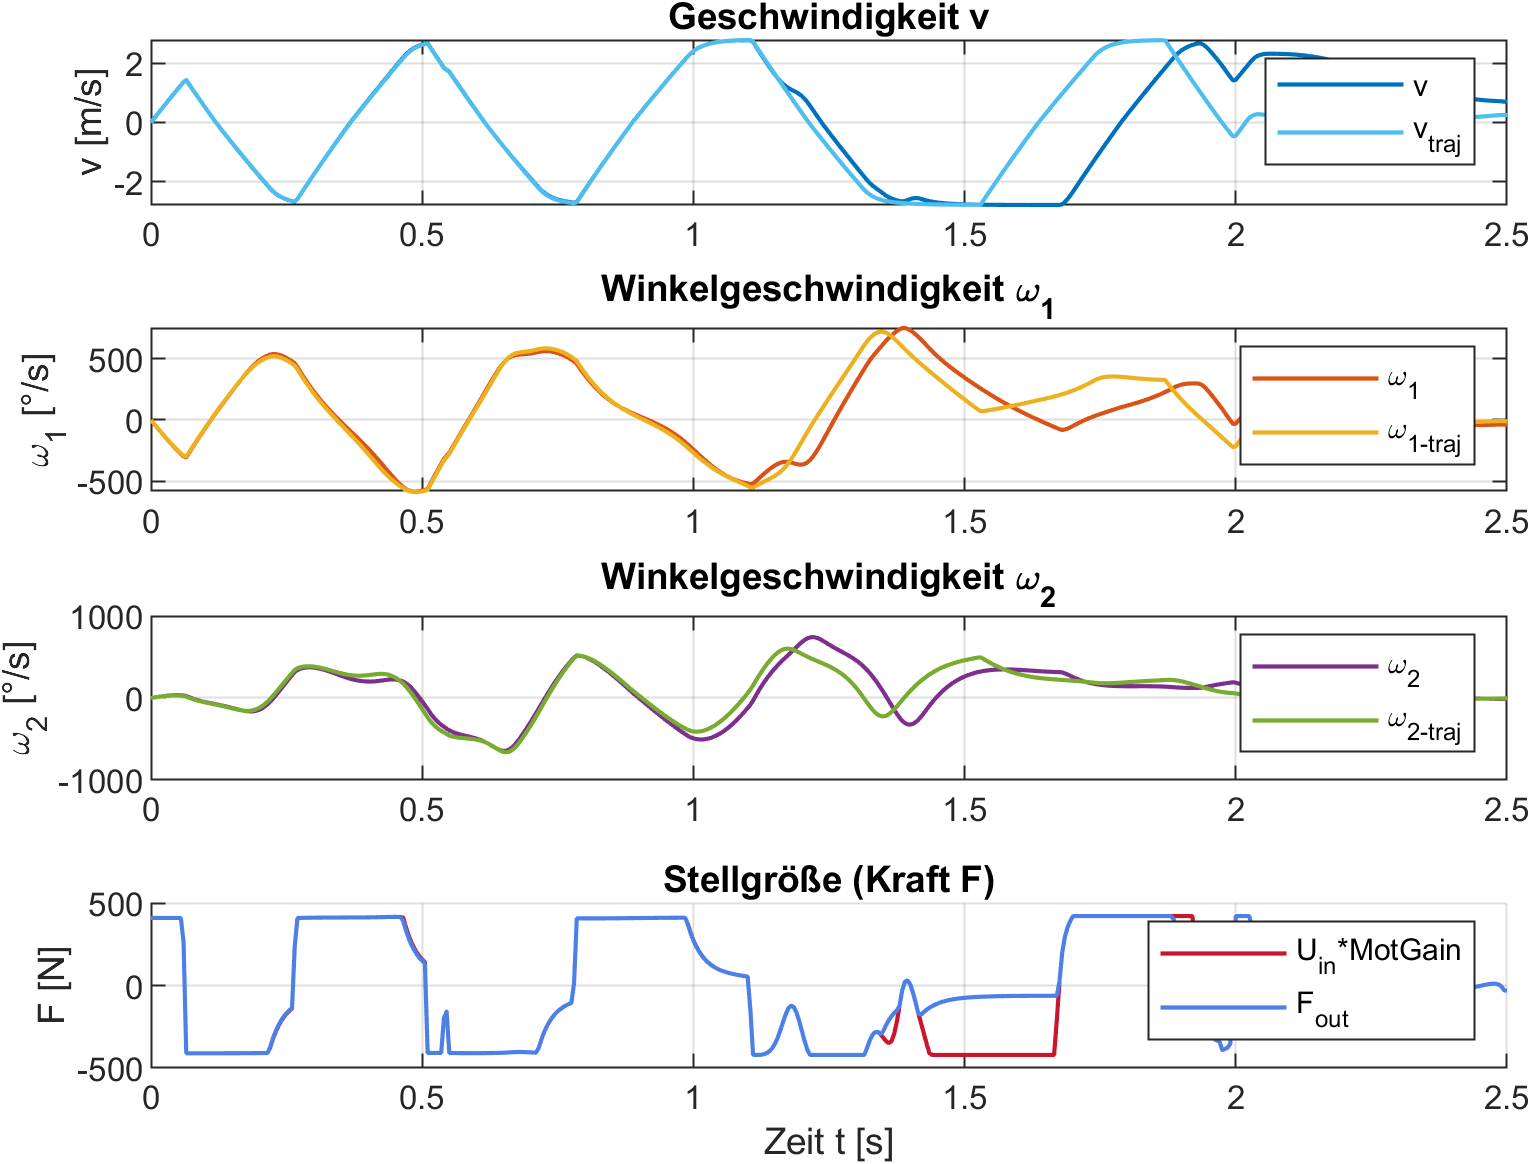 Geschwindigkeit v
v [m/s]
2
0
-2
v
v_traj
0 0.5 1 1.5 2 2.5
Winkelgeschwindigkeit ω_1
ω_1 [°/s]
500
0
-500
ω_1
ω_1-traj
0 0.5 1 1.5 2 2.5
Winkelgeschwindigkeit ω_2
ω_2 [°/s]
1000
0
-1000
ω_2
ω_2-traj
0 0.5 1 1.5 2 2.5
Stellgröße (Kraft F)
F [N]
500
0
-500
U_in*MotGain
F_out
0 0.5 1 1.5 2 2.5
Zeit t [s]